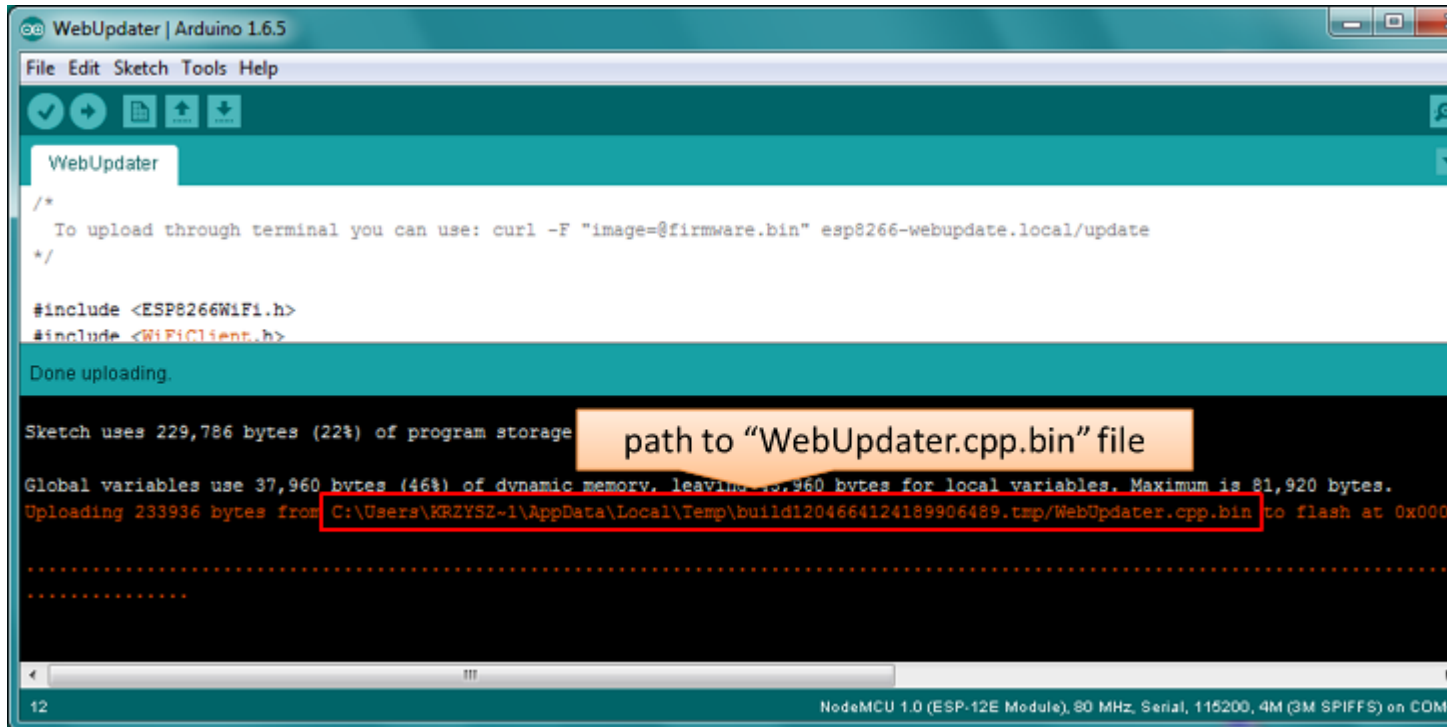 WebUpdater | Arduino 1.6.5
File Edit Sketch Tools Help
WebUpdater
/*
To upload through terminal you can use: curl -F "image=@firmware.bin" esp8266-webupdate.local/update
*/
#include <ESP8266WiFi.h>
#include <WiFiClient.h>
Done uploading.
Sketch uses 229,786 bytes (22%) of program storage
path to “WebUpdater.cpp.bin” file
Global variables use 37,960 bytes (46%) of dynamic memory, leaving 43,960 bytes for local variables. Maximum is 81,920 bytes.
Uploading 233936 bytes from C:\Users\KRZYSZ~1\AppData\Local\Temp\build1204664124189906489.tmp/WebUpdater.cpp.bin to flash at 0x000
12
NodeMCU 1.0 (ESP-12E Module), 80 MHz, Serial, 115200, 4M (3M SPIFFS) on COM